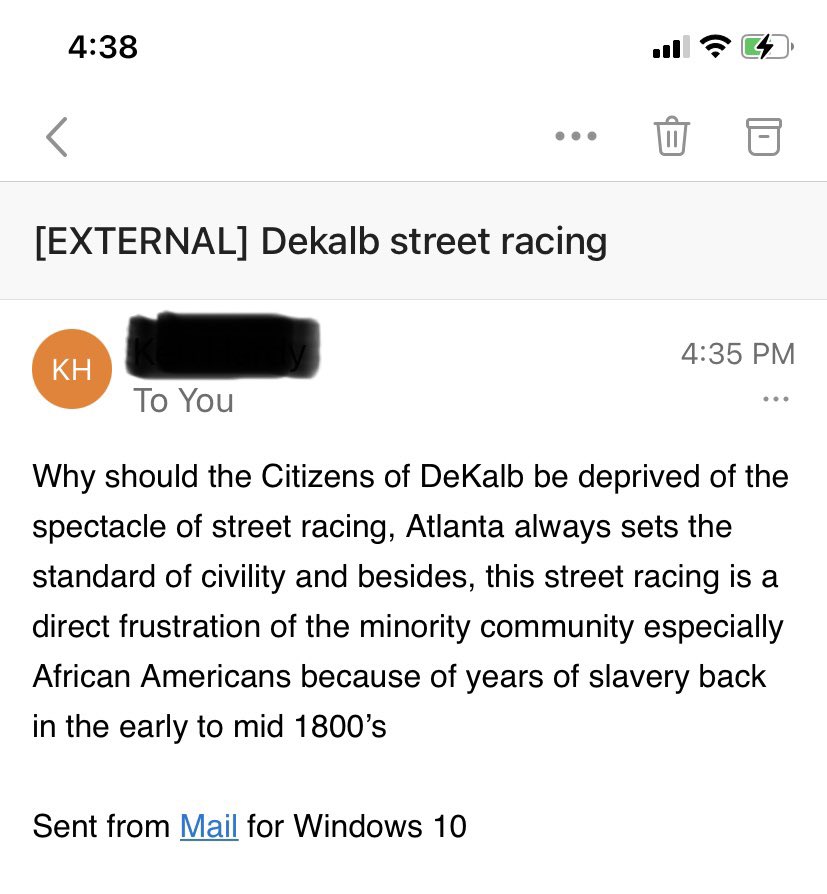 4:38
[EXTERNAL] Dekalb street racing
KH
4:35 PM
To You
Why should the Citizens of DeKalb be deprived of the
spectacle of street racing, Atlanta always sets the
standard of civility and besides, this street racing is a
direct frustration of the minority community especially
African Americans because of years of slavery back
in the early to mid 1800’s
Sent from Mail for Windows 10